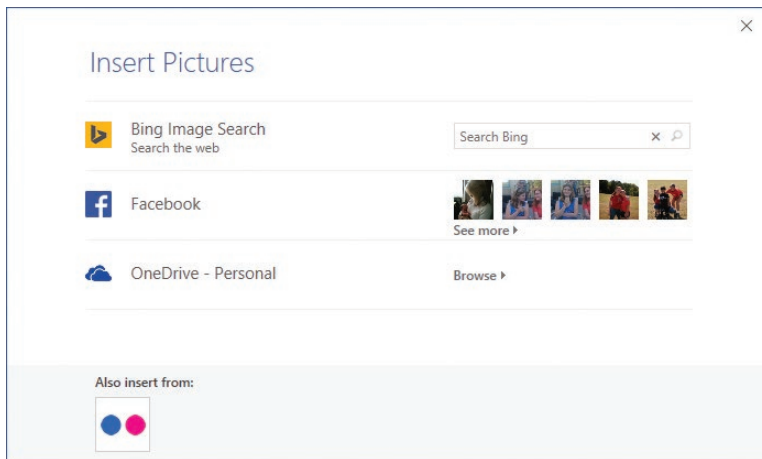 Insert Pictures
Bing Image Search
Search the web
Search Bing
Facebook
See more
OneDrive - Personal
Browse
Also insert from: